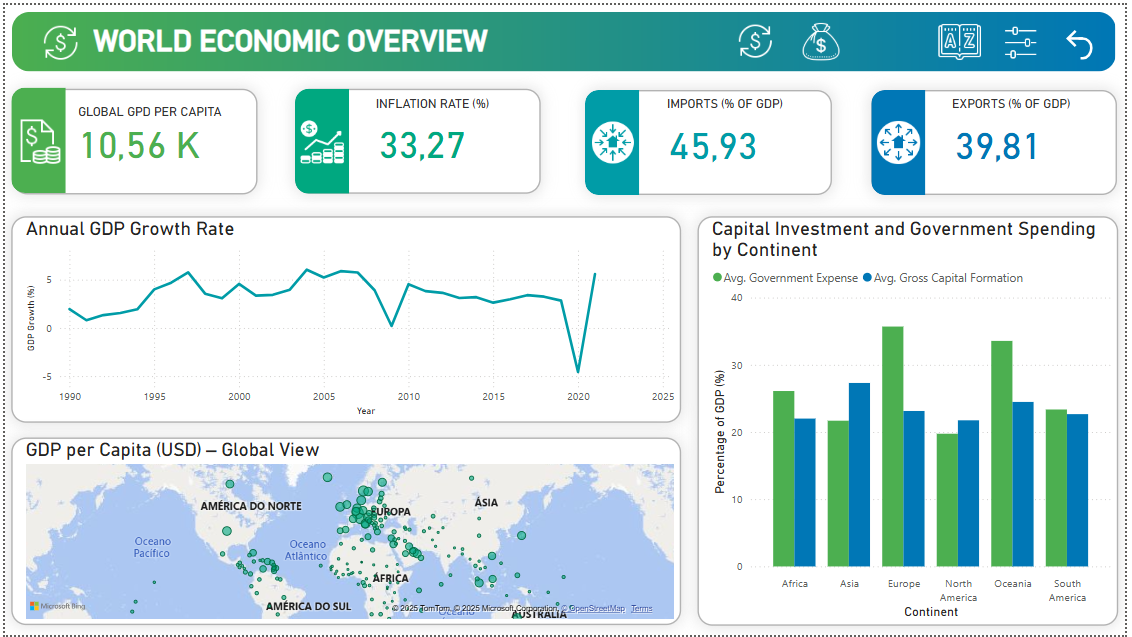 WORLD ECONOMIC OVERVIEW
$
$
$
A Z
GLOBAL GPD PER CAPITA
10,56 K
$
INFLATION RATE (%)
33,27
$
IMPORTS (% OF GDP)
45,93
EXPORTS (% OF GDP)
39,81
Annual GDP Growth Rate
GDP Growth (%)
5
0
-5
1990 1995 2000 2005 2010 2015 2020 2025
Year
GDP per Capita (USD) – Global View
AMÉRICA DO NORTE
EUROPA
ÁSIA
Oceano
Pacífico
Oceano
Atlântico
ÁFRICA
AMÉRICA DO SUL
AUSTRÁLIA
Microsoft Bing
© 2025 TomTom, © 2025 Microsoft Corporation, © OpenStreetMap Terms
Capital Investment and Government Spending
by Continent
Avg. Government Expense Avg. Gross Capital Formation
Percentage of GDP (%)
40
30
20
10
0
Africa Asia Europe North America Oceania South America
Continent